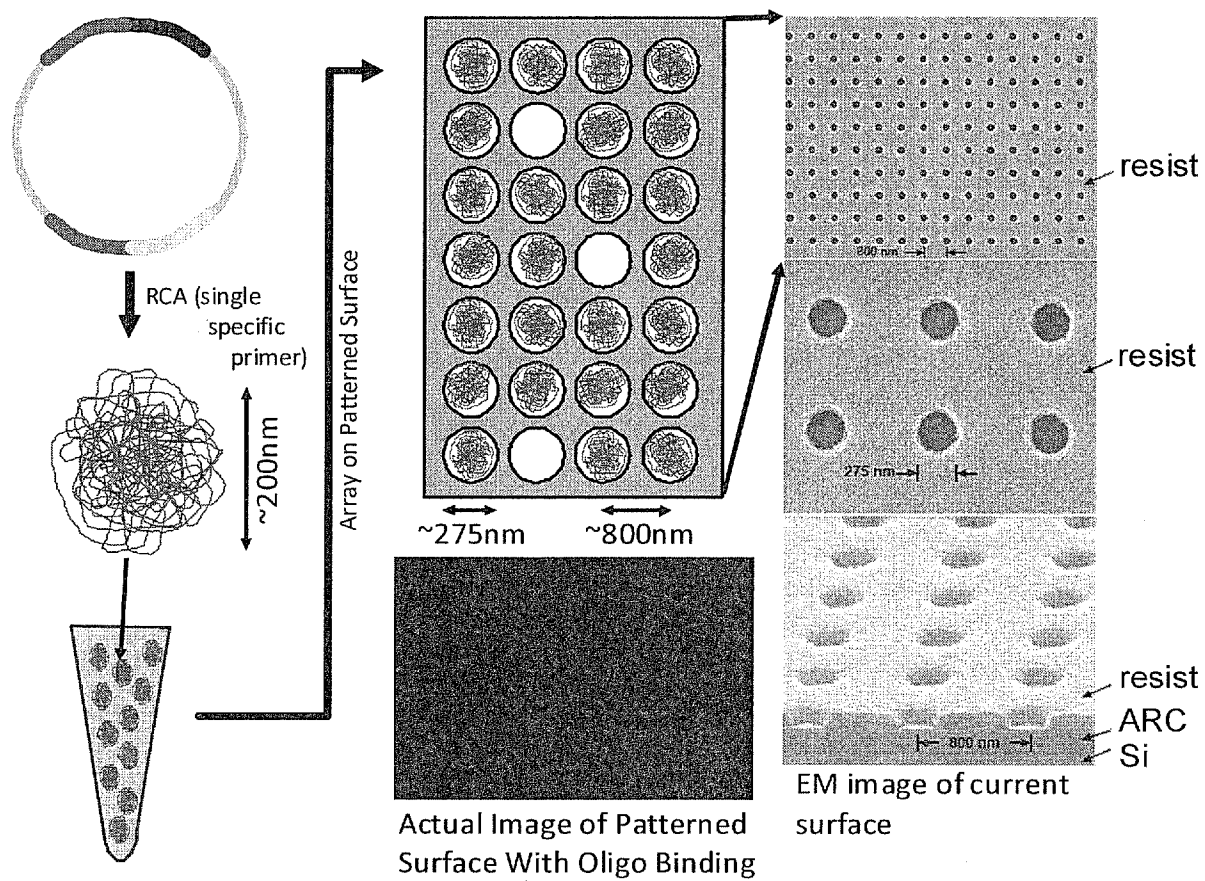 RCA (single
specific
primer)
~200nm
Array on Patterned Surface
~275nm
~800nm
Actual Image of Patterned
Surface With Oligo Binding
resist
800 nm
resist
275 nm
resist
ARC
800 nm
Si
EM image of current
surface